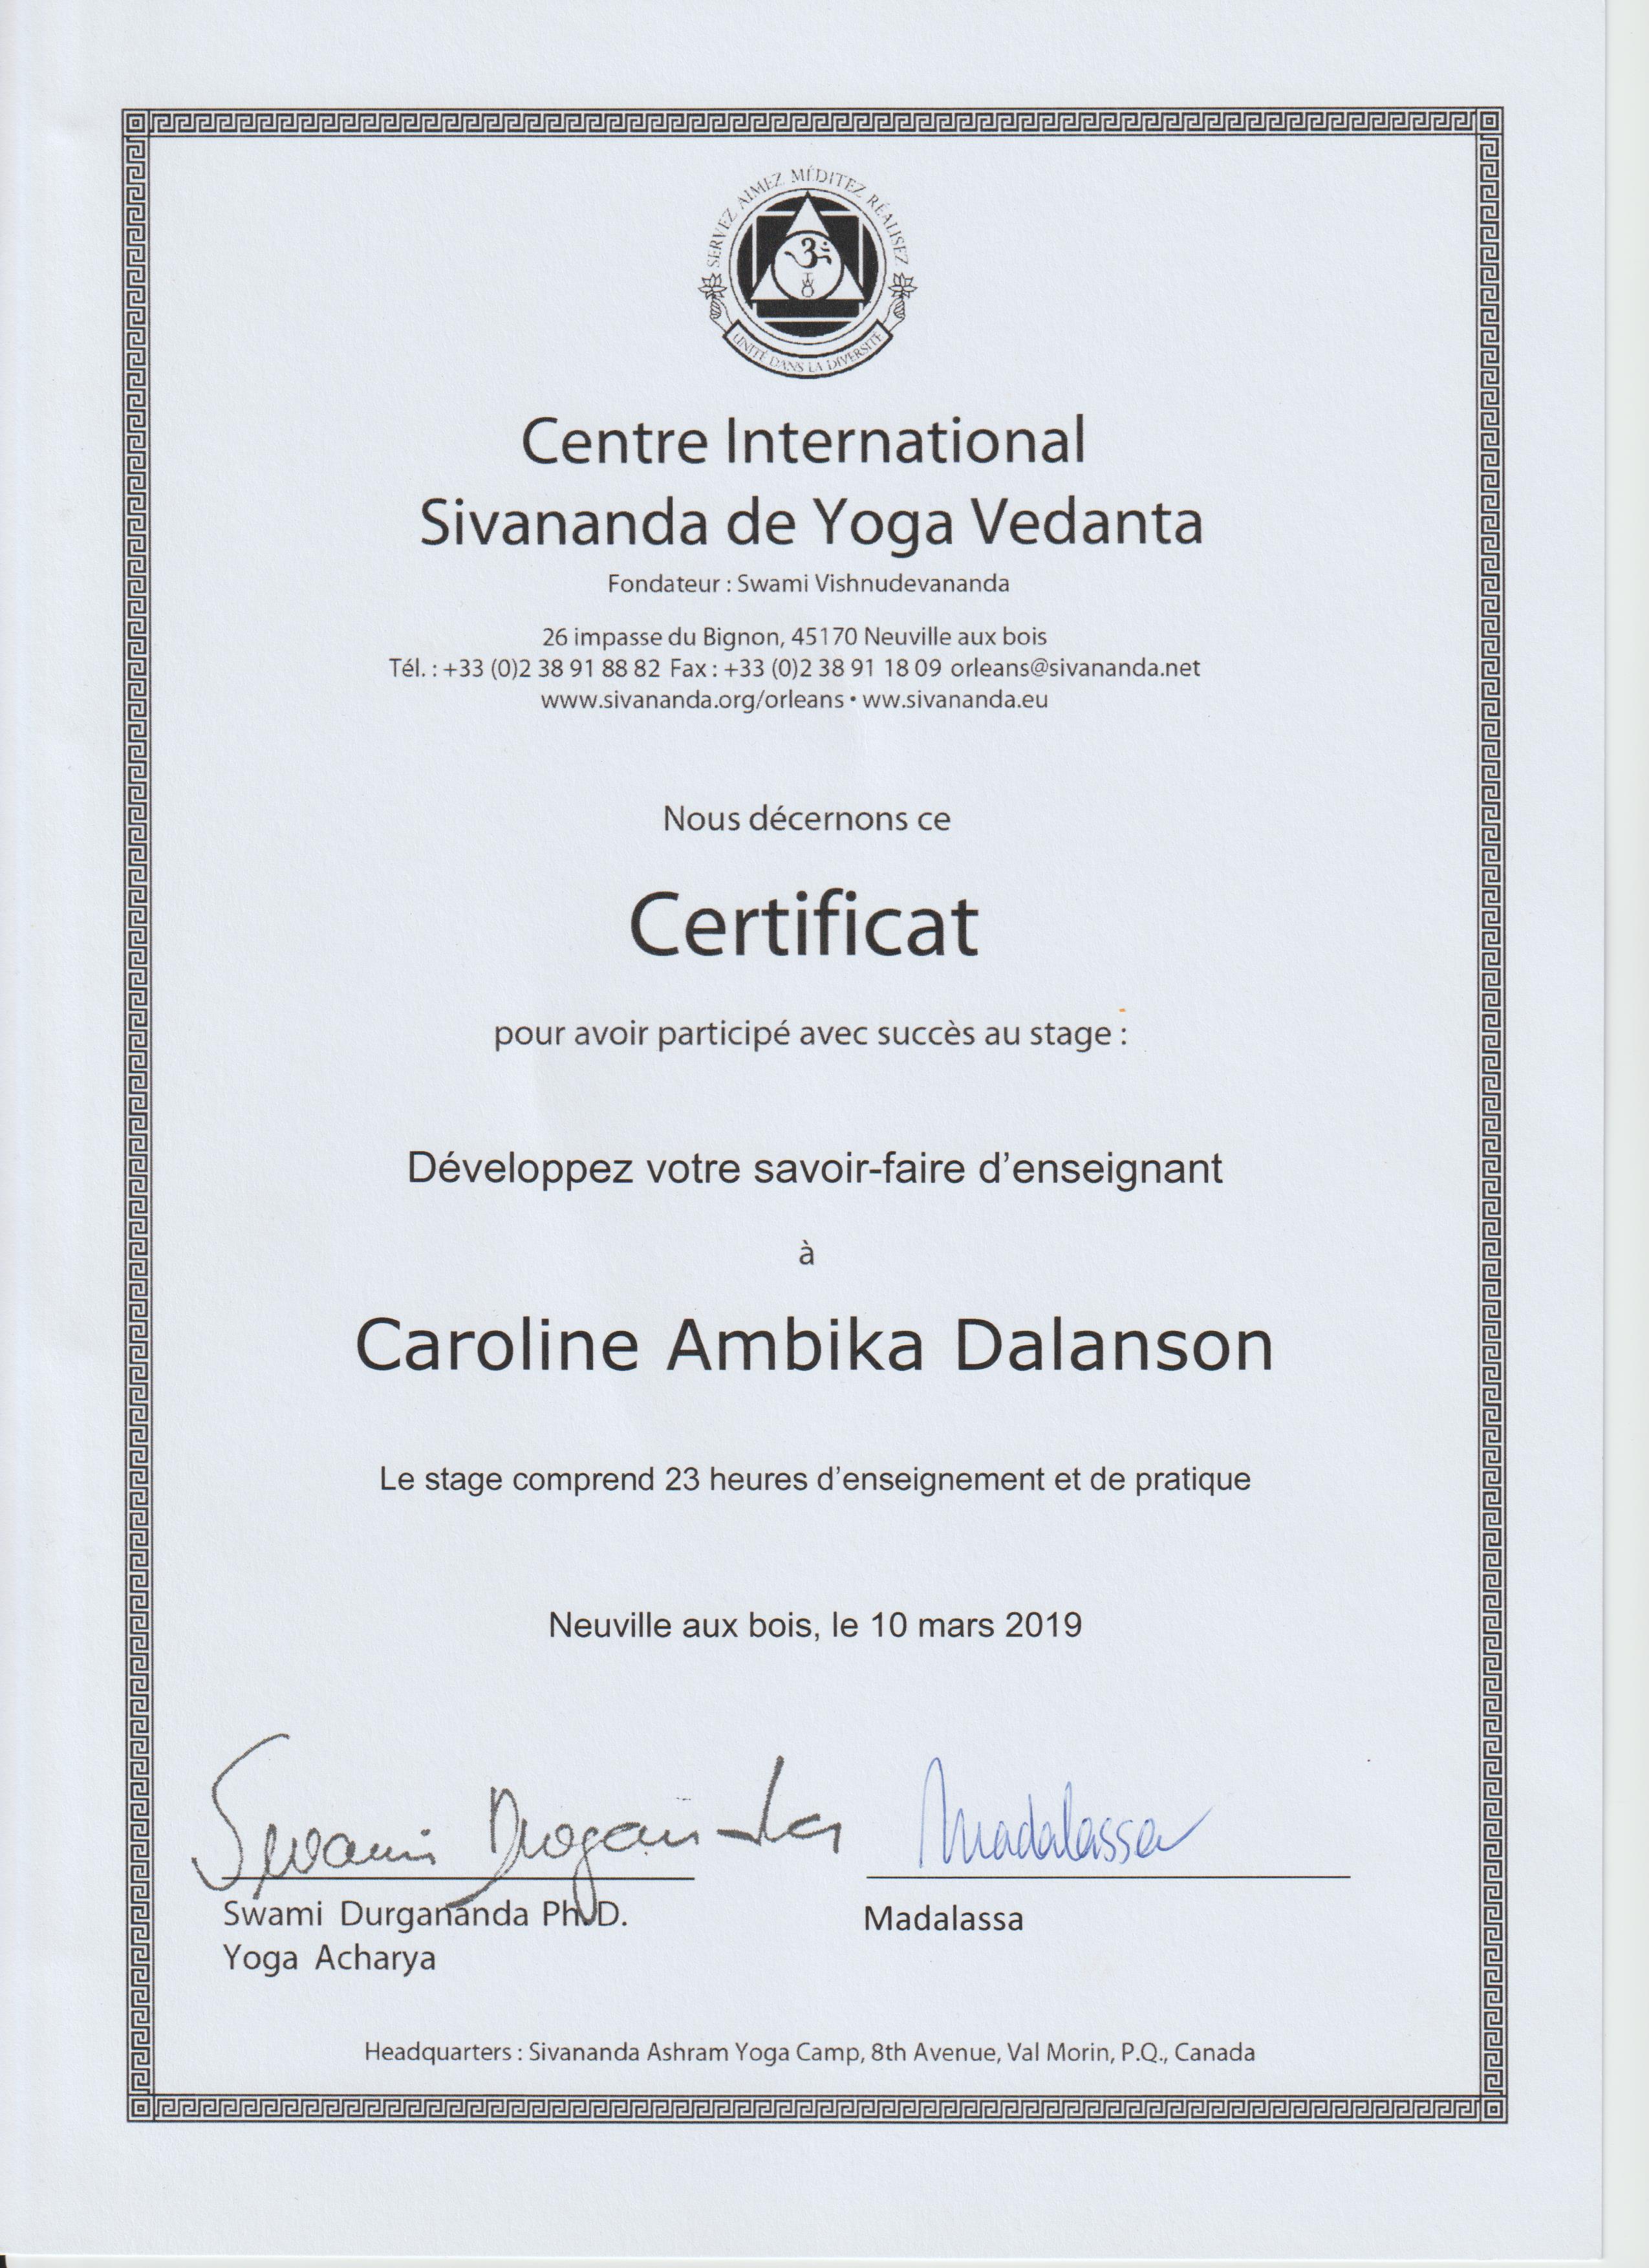 SERVEZ AIMEZ MÉDITEZ RÉALISEZ
ॐ
UNITÉ DANS LA DIVERSITÉ
Centre International
Sivananda de Yoga Vedanta
Fondateur : Swami Vishnudevananda
26 impasse du Bignon, 45170 Neuville aux bois
Tél. : +33 (0)2 38 91 88 82 Fax : +33 (0)2 38 91 18 09 orleans@sivananda.net
www.sivananda.org/orleans • ww.sivananda.eu
Nous décernons ce
Certificat
pour avoir participé avec succès au stage :
Développez votre savoir-faire d’enseignant
à
Caroline Ambika Dalanson
Le stage comprend 23 heures d’enseignement et de pratique
Neuville aux bois, le 10 mars 2019
Swami Durgananda Madalassa
Swami Durgananda Ph.D. Madalassa
Yoga Acharya
Headquarters : Sivananda Ashram Yoga Camp, 8th Avenue, Val Morin, P.Q., Canada